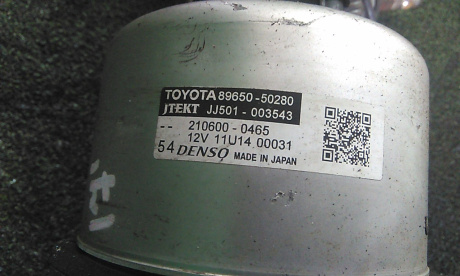 TOYOTA 89650-50280
JTEKT JJ501-003543
-- 210600-0465
12V 11U14 00031
54 DENSO MADE IN JAPAN